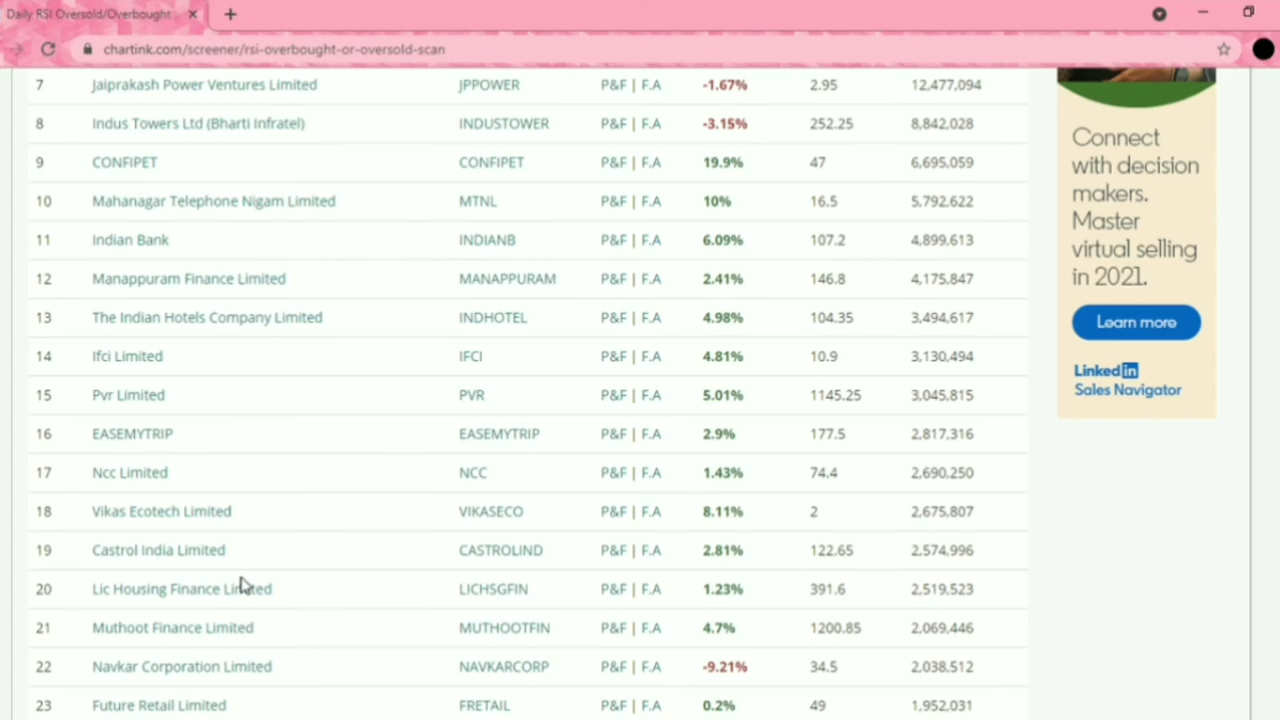 Daily RSI Oversold/Overbought
chartink.com/screener/rsi-overbought-or-oversold-scan
7 Jaiprakash Power Ventures Limited JPPOWER P&F | F.A -1.67% 2.95 12,477,094
8 Indus Towers Ltd (Bharti Infratel) INDUSTOWER P&F | F.A -3.15% 252.25 8,842,028
9 CONFIPET CONFIPET P&F | F.A 19.9% 47 6,695,059
10 Mahanagar Telephone Nigam Limited MTNL P&F | F.A 10% 16.5 5,792,622
11 Indian Bank INDIANB P&F | F.A 6.09% 107.2 4,899,613
12 Manappuram Finance Limited MANAPPURAM P&F | F.A 2.41% 146.8 4,175,847
13 The Indian Hotels Company Limited INDHOTEL P&F | F.A 4.98% 104.35 3,494,617
14 Ifci Limited IFCI P&F | F.A 4.81% 10.9 3,130,494
15 Pvr Limited PVR P&F | F.A 5.01% 1145.25 3,045,815
16 EASEMYTRIP EASEMYTRIP P&F | F.A 2.9% 177.5 2,817,316
17 Ncc Limited NCC P&F | F.A 1.43% 74.4 2,690,250
18 Vikas Ecotech Limited VIKASECO P&F | F.A 8.11% 2 2,675,807
19 Castrol India Limited CASTROLIND P&F | F.A 2.81% 122.65 2,574,996
20 Lic Housing Finance Limited LICHSGFIN P&F | F.A 1.23% 391.6 2,519,523
21 Muthoot Finance Limited MUTHOOTFIN P&F | F.A 4.7% 1200.85 2,069,446
22 Navkar Corporation Limited NAVKARCORP P&F | F.A -9.21% 34.5 2,038,512
23 Future Retail Limited FRETAIL P&F | F.A 0.2% 49 1,952,031
Connect
with decision
makers.
Master
virtual selling
in 2021.
Learn more
Linked in
Sales Navigator